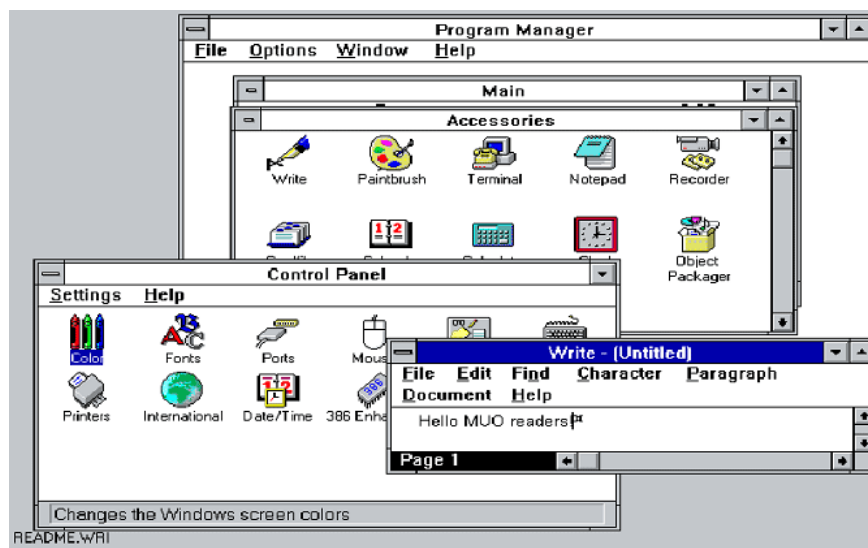 Program Manager
File Options Window Help
Main
Accessories
Write Paintbrush Terminal Notepad Recorder
Object
Packager
Control Panel
Settings Help
Color Fonts Ports
Printers International Date/Time 386
Write - (Untitled)
File Edit Find Character Paragraph
Document Help
Hello MUO readers!
Page 1
Changes the Windows screen colors
README.WRI